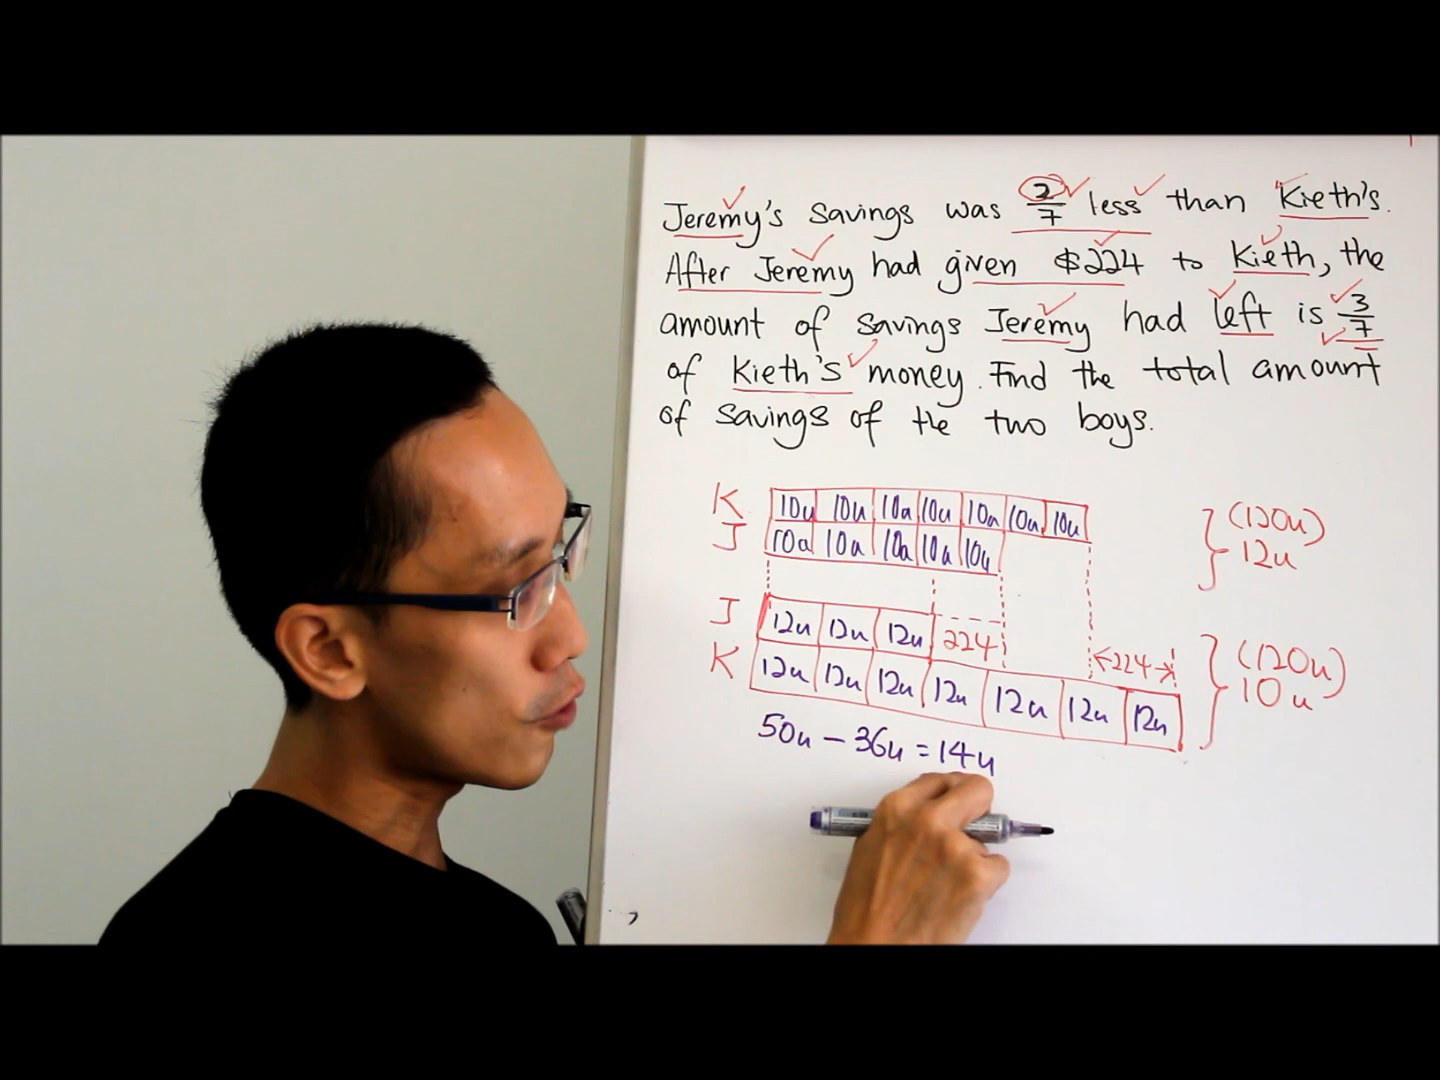 Jeremy's savings was 2/7 less than Kieth's.
After Jeremy had given $224 to Kieth, the
amount of savings Jeremy had left is 3/7
of Kieth's money. Find the total amount
of savings of the two boys.
K 10u 10u 10u 10u 10u 10u 10u (120u)
J 10u 10u 10u 10u 10u 12u
J 12u 12u 12u 224 224 (120u)
K 12u 12u 12u 12u 12u 12u 12u 10u
50u - 36u = 14u